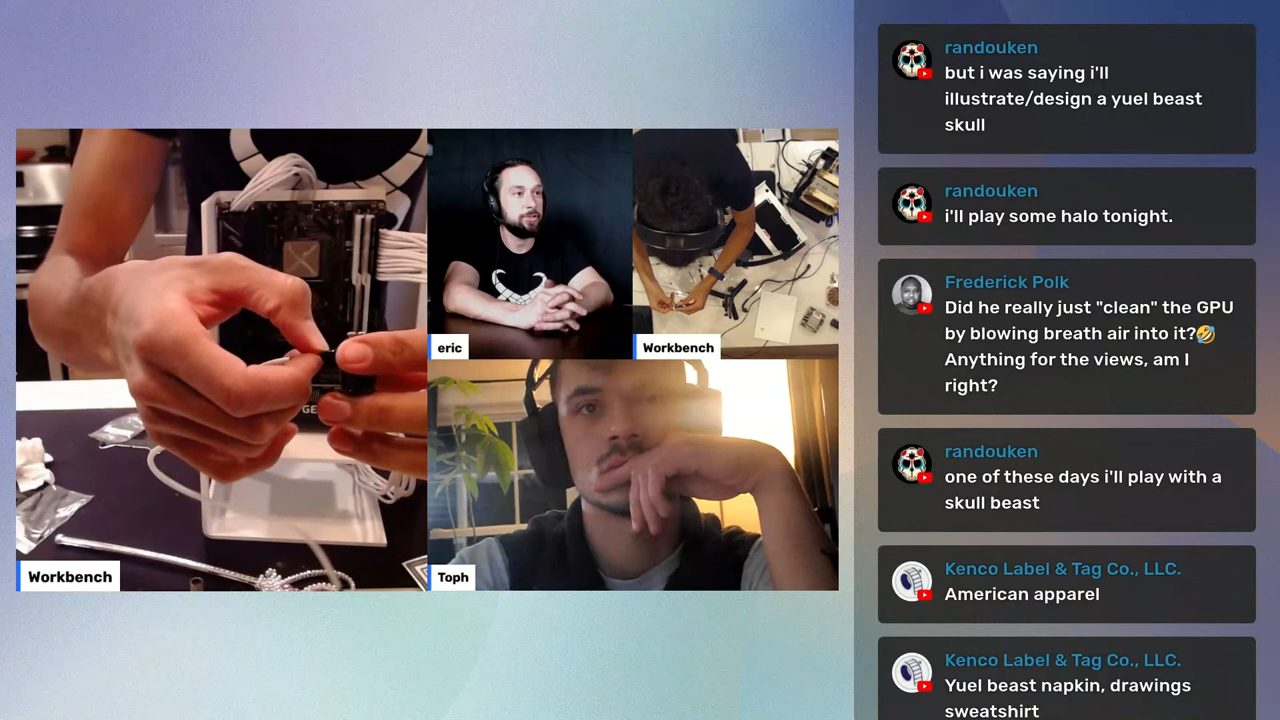 eric
Workbench
Workbench
Toph
GE
randouken
but i was saying i'll
illustrate/design a yuel beast
skull
randouken
i'll play some halo tonight.
Frederick Polk
Did he really just "clean" the GPU
by blowing breath air into it?🤣
Anything for the views, am I
right?
randouken
one of these days i'll play with a
skull beast
Kenco Label & Tag Co., LLC.
American apparel
Kenco Label & Tag Co., LLC.
Yuel beast napkin, drawings
sweatshirt